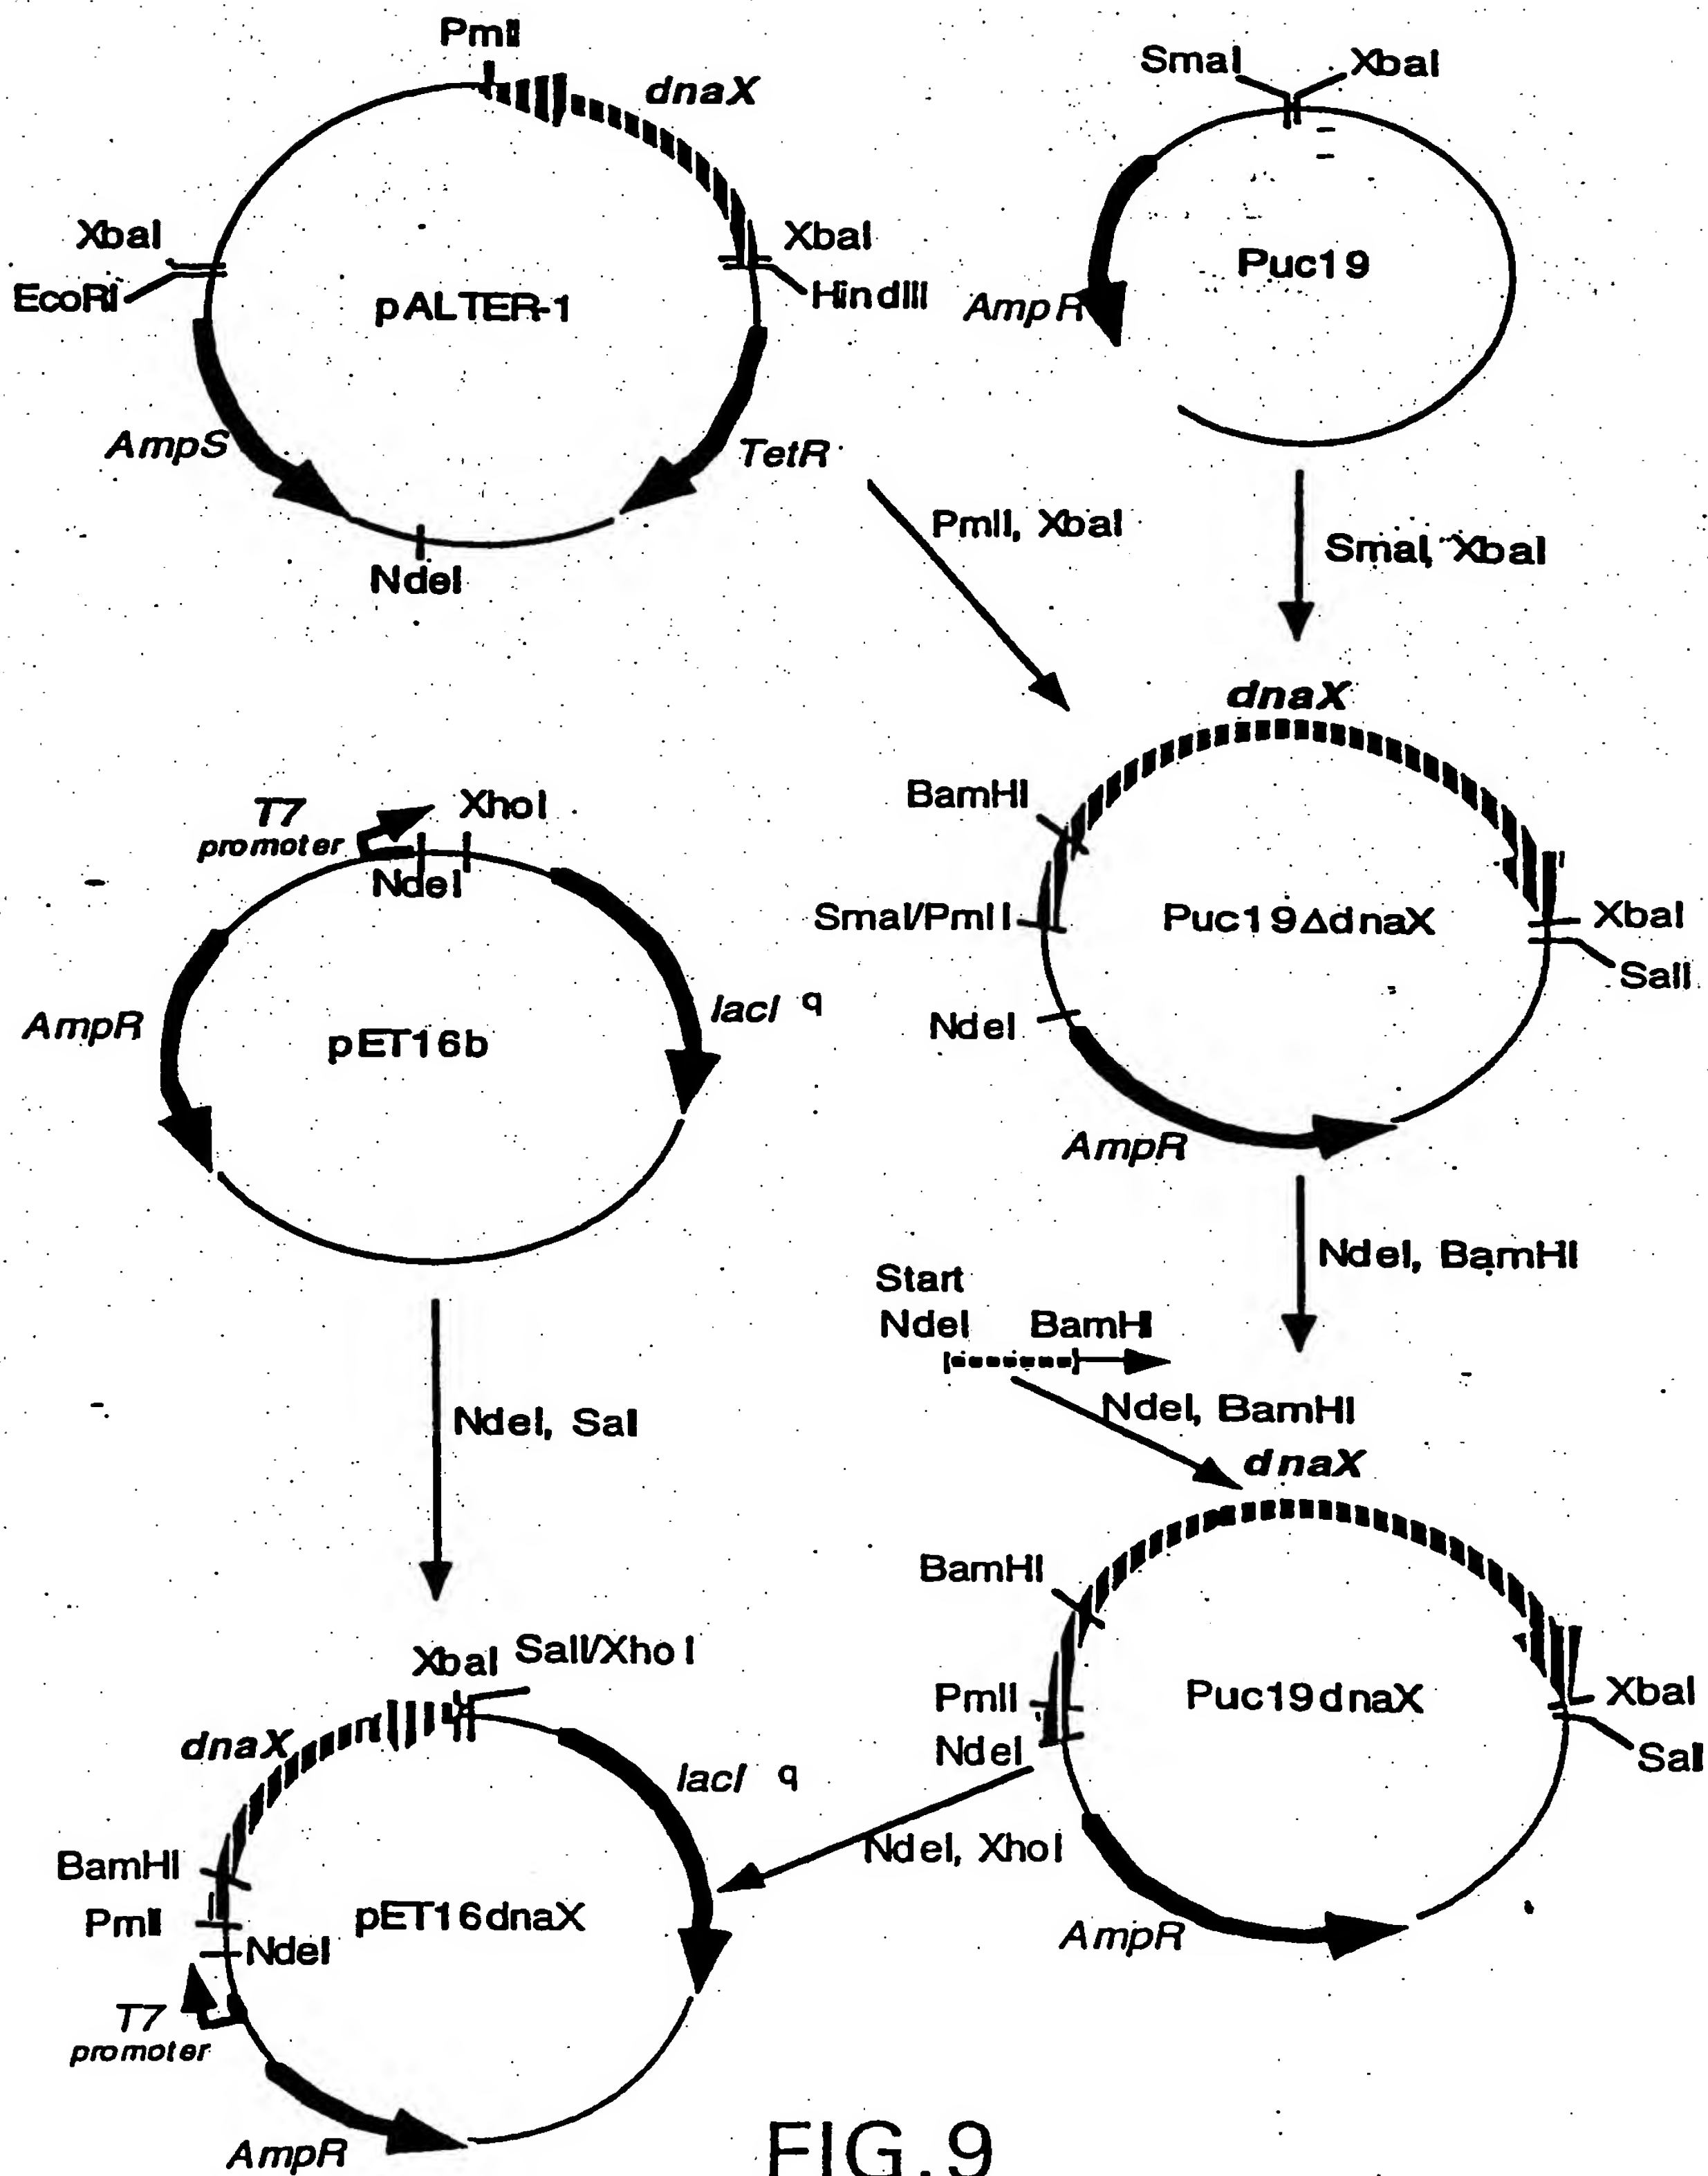 PmlI
dnaX
XbaI
EcoRI
pALTER-1
XbaI
HindIII
AmpS
TetR
NdeI
SmaI
XbaI
Puc19
AmpR
PmlI, XbaI
SmaI, XbaI
dnaX
BamHI
SmaI/PmlI
Puc19ΔdnaX
XbaI
SalI
NdeI
AmpR
T7
promoter
XhoI
NdeI
AmpR
pET16b
lacI q
NdeI, BamHI
Start
NdeI BamHI
NdeI, BamHI
NdeI, SalI
dnaX
BamHI
PmlI
NdeI
Puc19dnaX
XbaI
SalI
AmpR
NdeI, XhoI
XbaI SalI/XhoI
dnaX
lacI q
BamHI
PmlI
NdeI
pET16dnaX
T7
promoter
AmpR
FIG.9